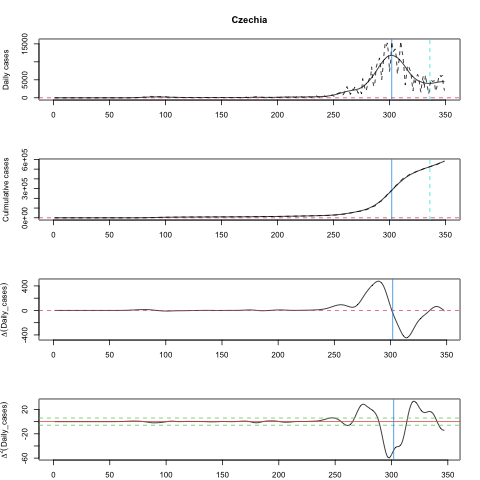 Czechia
Daily cases
0 5000 15000
0 50 100 150 200 250 300 350
Culmulative cases
0e+00 3e+05 6e+05
0 50 100 150 200 250 300 350
Δ(Daily_cases)
-400 0 400
0 50 100 150 200 250 300 350
Δ²(Daily_cases)
-60 -20 20
0 50 100 150 200 250 300 350